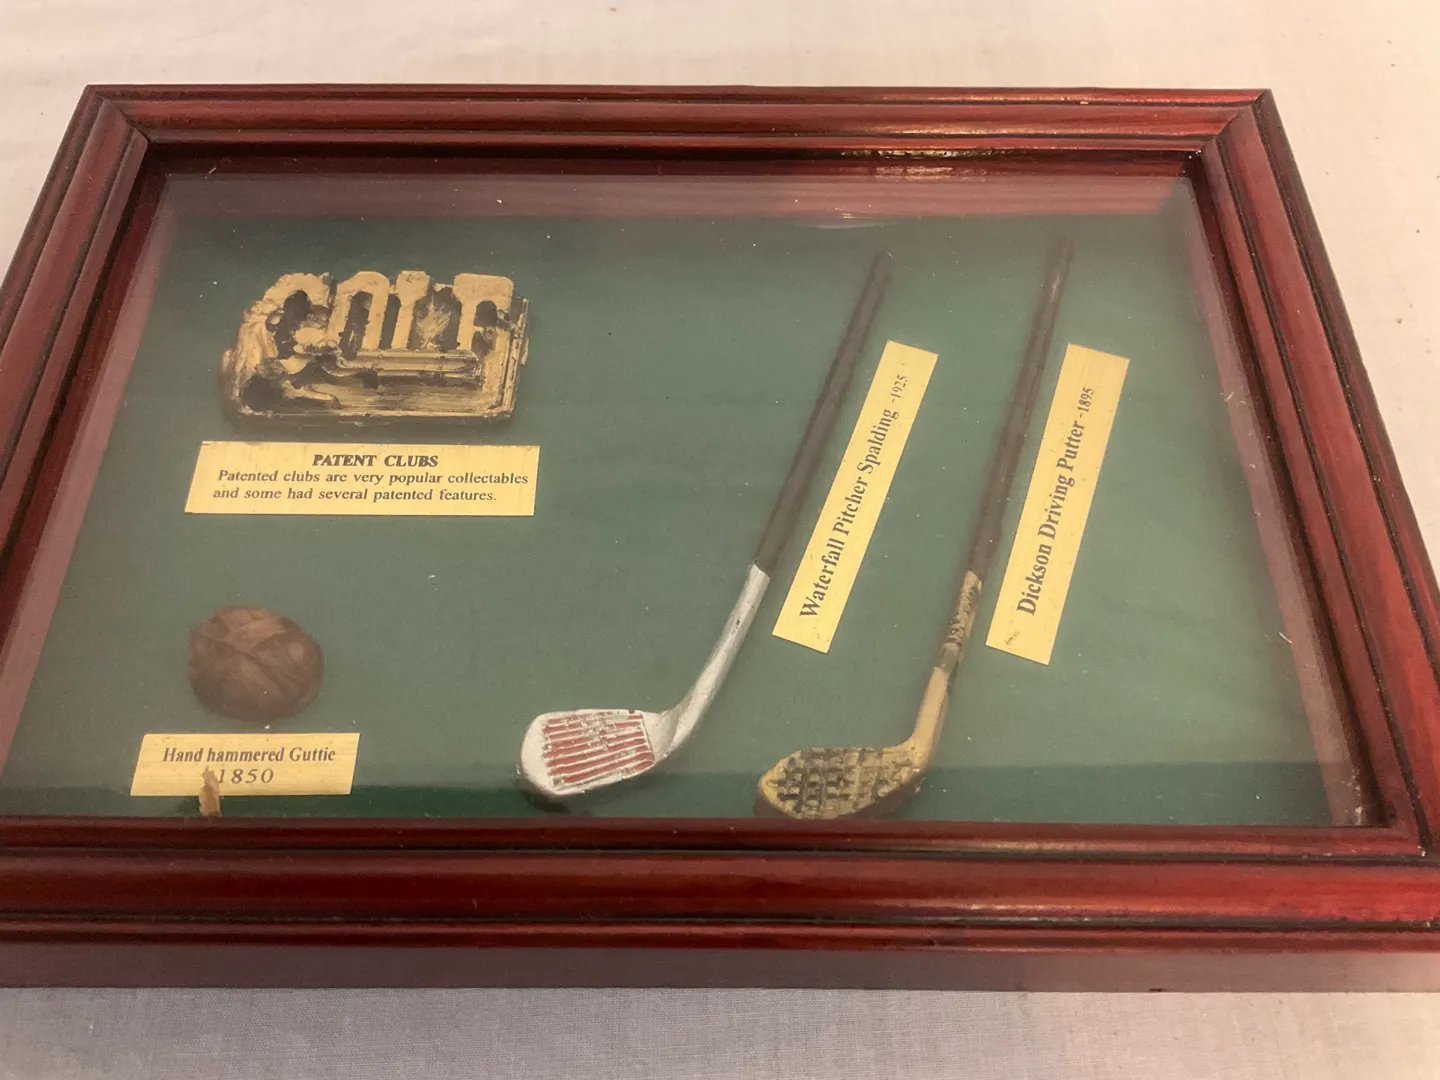 GOLF
PATENT CLUBS
Patented clubs are very popular collectables
and some had several patented features.
Hand hammered Guttie
1850
Waterfall Pitcher Spalding -1925
Dickson Driving Putter -1895